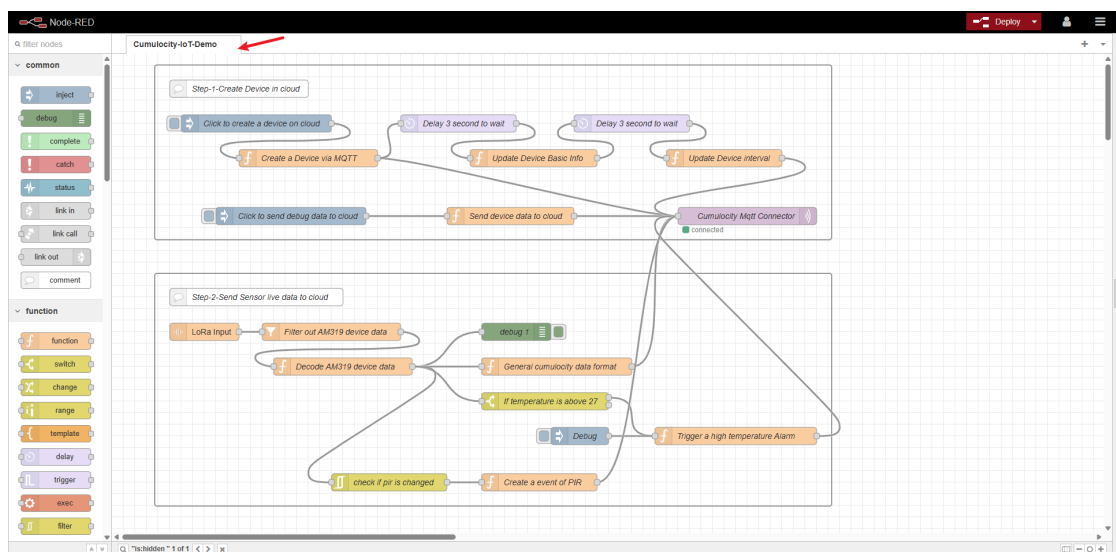 Node-RED
Deploy
filter nodes
Cumulocity-IoT-Demo
common
inject
debug
complete
catch
status
link in
link call
link out
comment
function
function
switch
change
range
template
delay
trigger
exec
filter
Step-1-Create Device in cloud
Click to create a device on cloud
Delay 3 second to wait
Delay 3 second to wait
Create a Device via MQTT
Update Device Basic Info
Update Device interval
Click to send debug data to cloud
Send device data to cloud
Cumulocity Mqtt Connector
connected
Step-2-Send Sensor live data to cloud
LoRa Input
Filter out AM319 device data
debug 1
Decode AM319 device data
General cumulocity data format
If temperature is above 27
Debug
Trigger a high temperature Alarm
check if pir is changed
Create a event of PIR
"is:hidden " 1 of 1